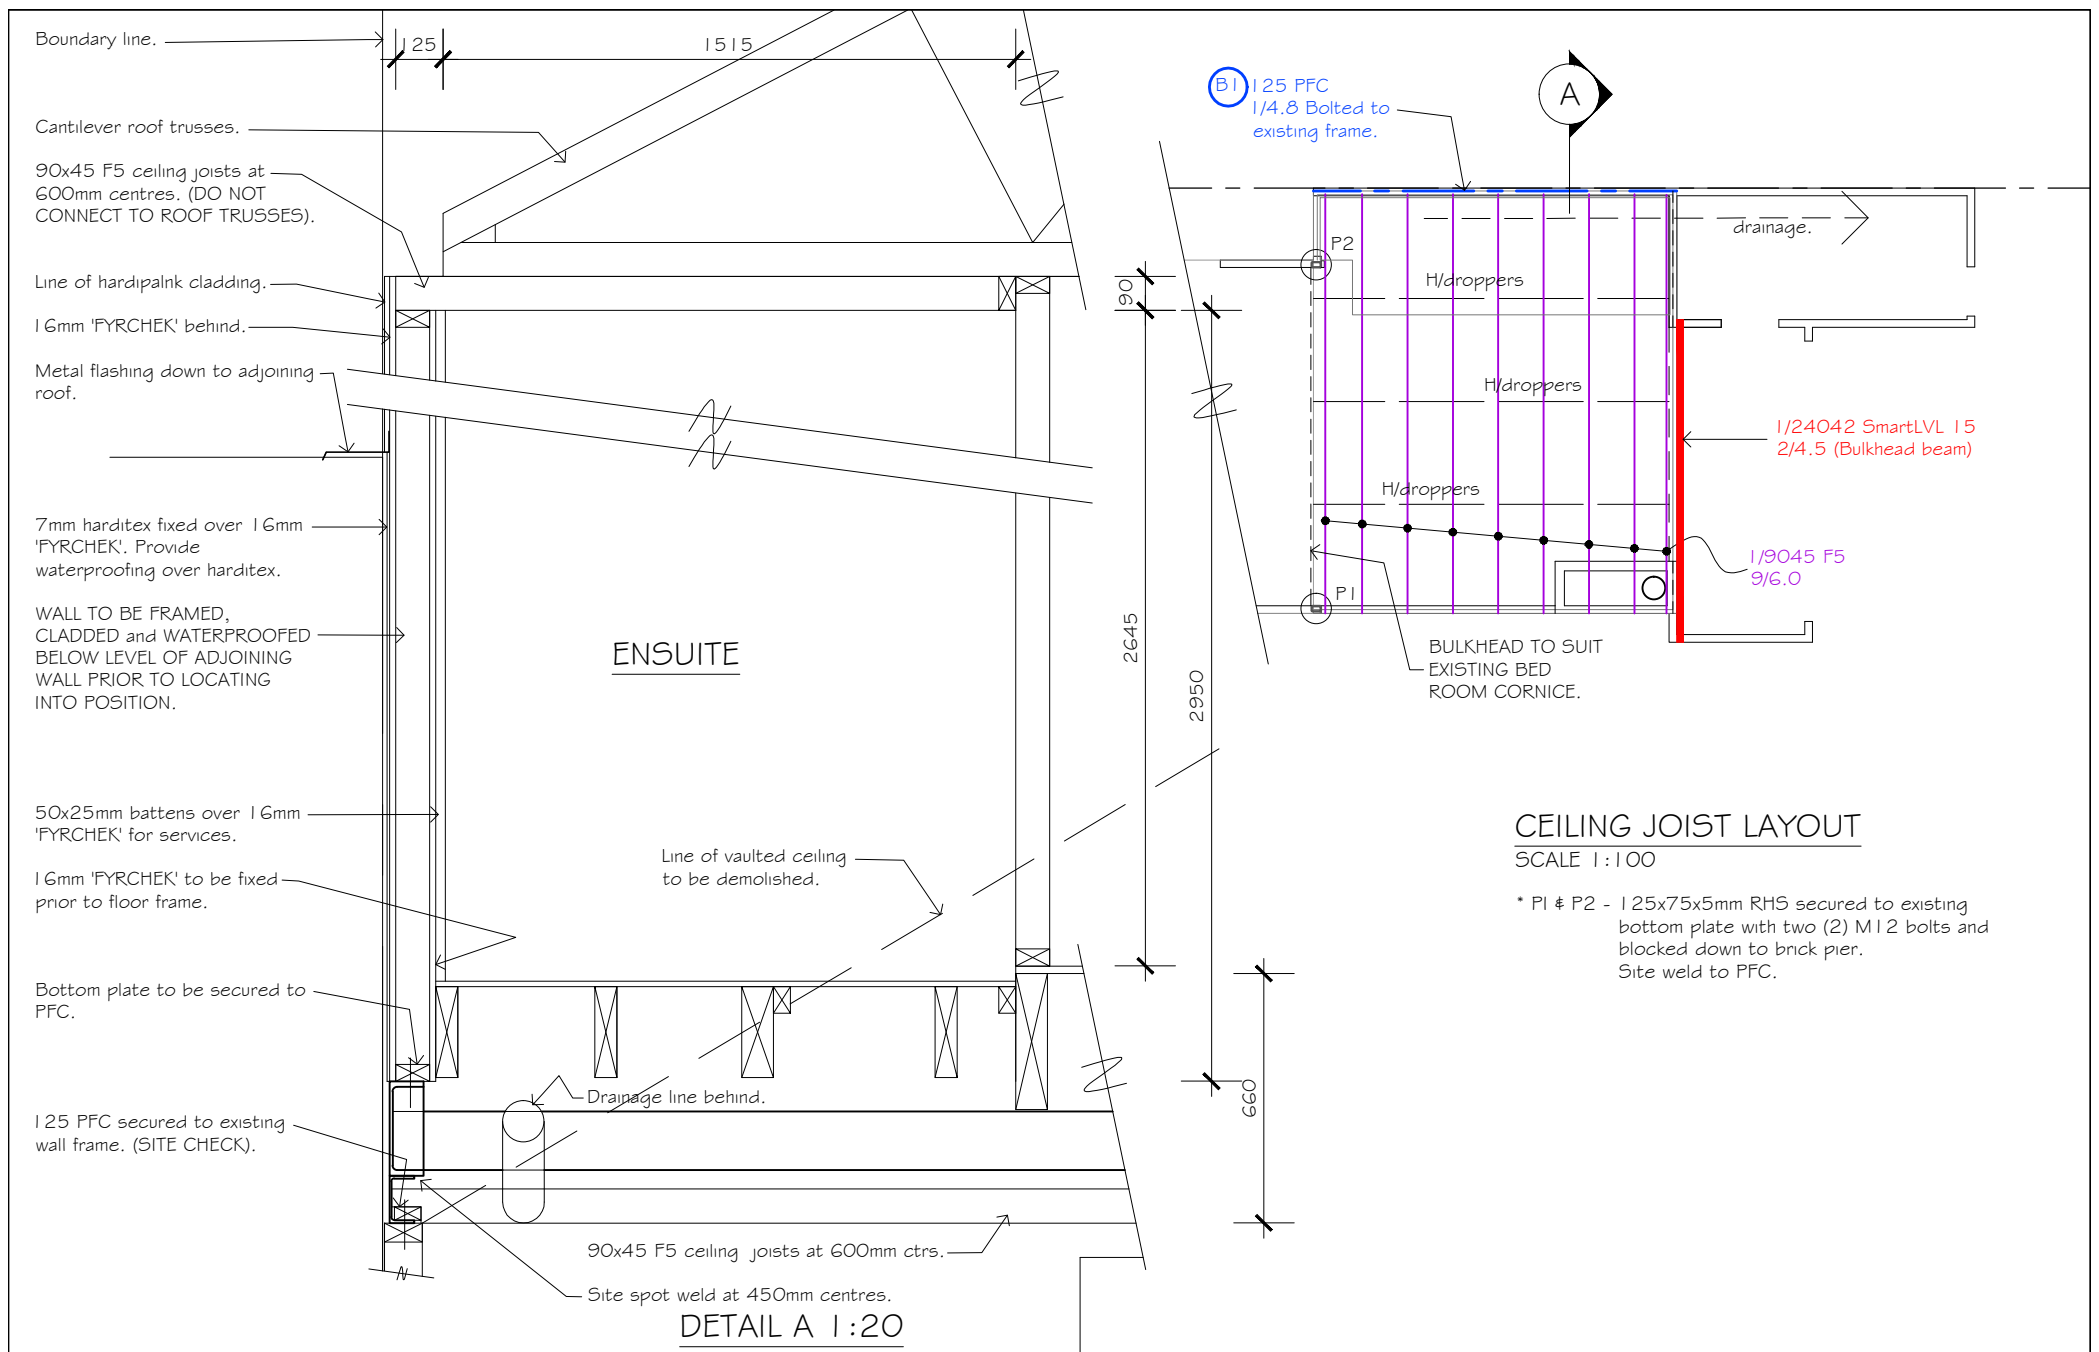 Boundary line.
125
1515
Cantilever roof trusses.
90x45 F5 ceiling joists at
600mm centres. (DO NOT
CONNECT TO ROOF TRUSSES).
Line of hardipalnk cladding.
16mm 'FYRCHEK' behind.
Metal flashing down to adjoining
roof.
7mm harditex fixed over 16mm
'FYRCHEK'. Provide
waterproofing over harditex.
WALL TO BE FRAMED,
CLADDED and WATERPROOFED
BELOW LEVEL OF ADJOINING
WALL PRIOR TO LOCATING
INTO POSITION.
50x25mm battens over 16mm
'FYRCHEK' for services.
16mm 'FYRCHEK' to be fixed
prior to floor frame.
Bottom plate to be secured to
PFC.
125 PFC secured to existing
wall frame. (SITE CHECK).
ENSUITE
Line of vaulted ceiling
to be demolished.
Drainage line behind.
90x45 F5 ceiling joists at 600mm ctrs.
Site spot weld at 450mm centres.
DETAIL A 1:20
90
2645
2950
660
B1
125 PFC
1/4.8 Bolted to
existing frame.
A
drainage.
P2
H/droppers
H/droppers
H/droppers
P1
1/24042 SmartLVL 15
2/4.5 (Bulkhead beam)
1/9045 F5
9/6.0
BULKHEAD TO SUIT
EXISTING BED
ROOM CORNICE.
CEILING JOIST LAYOUT
SCALE 1:100
* P1 & P2 - 125x75x5mm RHS secured to existing
bottom plate with two (2) M12 bolts and
blocked down to brick pier.
Site weld to PFC.